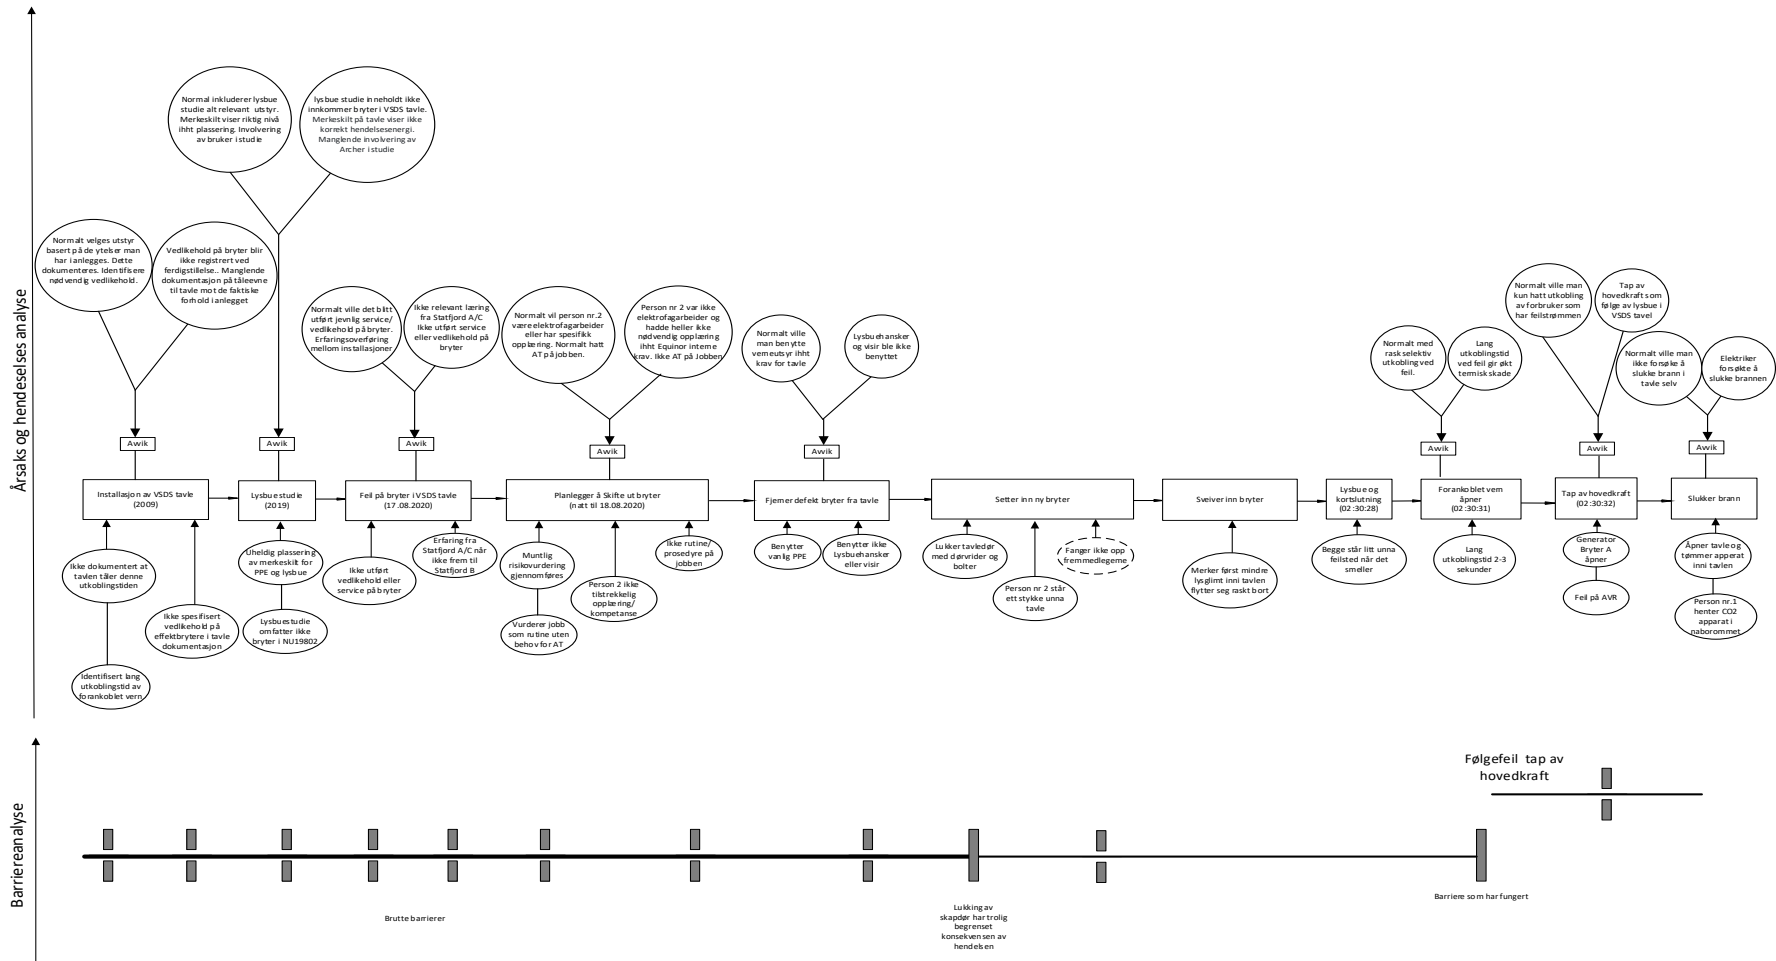 Årsaks og hendeselses analyse
Normal inkluderer lysbue
studie alt relevant utstyr.
Merkeskilt viser riktig nivå
ihht plassering. Involvering
av bruker i studie
lysbue studie inneholdt ikke
innkommer bryter i VSDS tavle.
Merkeskilt på tavle viser ikke
korrekt hendelsesenergi.
Manglende involvering av
Archer i studie
Normalt velges utstyr
basert på de ytelser man
har i anlegges. Dette
dokumenteres. Identifisere
nødvendig vedlikehold.
Vedlikehold på bryter blir
ikke registrert ved
ferdigstillelse.. Manglende
dokumentasjon på tåleevne
til tavle mot de faktiske
forhold i anlegget
Normalt ville det blitt
utført jevnlig service/
vedlikehold på bryter.
Erfaringsoverføring
mellom installasjoner
Ikke relevant læring
fra Statfjord A/C
Ikke utført service
eller vedlikehold på
bryter
Normalt vil person nr.2
være elektrofagarbeider
eller har spesifikk
opplæring. Normalt hatt
AT på jobben.
Person nr 2 var ikke
elektrofagarbeider og
hadde heller ikke
nødvendig opplæring
ihht Equinor interne
krav. Ikke AT på Jobben
Normalt ville
man benytte
verneutstyr ihht
krav for tavle
Lysbuehansker
og visir ble ikke
benyttet
Normalt med
rask selektiv
utkobling ved
feil.
Lang
utkoblingstid
ved feil gir økt
termisk skade
Normalt ville man
kun hatt utkobling
av forbruker som
har feilstrømmen
Tap av
hovedkraft som
følge av lysbue i
VSDS tavel
Normalt ville man
ikke forsøke å
slukke brann i
tavle selv
Elektriker
forsøkte å
slukke brannen
Avvik
Avvik
Avvik
Avvik
Avvik
Avvik
Avvik
Avvik
Installasjon av VSDS tavle
(2009)
Lysbue studie
(2019)
Feil på bryter i VSDS tavle
(17.08.2020)
Planlegger å Skifte ut bryter
(natt til 18.08.2020)
Fjerner defekt bryter fra tavle
Setter inn ny bryter
Sveiver inn bryter
Lysbue og
kortslutning
(02:30:28)
Forankoblet vern
åpner
(02:30:31)
Tap av hovedkraft
(02:30:32)
Slukker brann
Ikke dokumentert at
tavlen tåler denne
utkoblingstiden
Identifisert lang
utkoblingstid av
forankoblet vern
Ikke spesifisert
vedlikehold på
effektbrytere i tavle
dokumentasjon
Uheldig plassering
av merkeskilt for
PPE og lysbue
Lysbuestudie
omfatter ikke
bryter i NU19802
Ikke utført
vedlikehold eller
service på bryter
Erfaring fra
Statfjord A/C når
ikke frem til
Statfjord B
Muntlig
risikovurdering
gjennomføres
Vurderer jobb
som rutine uten
behov for AT
Person 2 ikke
tilstrekkelig
opplæring/
kompetanse
Ikke rutine/
prosedyre på
jobben
Benytter
vanlig PPE
Benytter ikke
Lysbuehansker
eller visir
Lukker tavledør
med dørvrider og
bolter
Person nr 2 står
ett stykke unna
tavle
Fanger ikke opp
fremmedlegeme
Merker først mindre
lysglimt inni tavlen
flytter seg raskt bort
Begge står litt unna
feilsted når det
smeller
Lang
utkoblingstid 2-3
sekunder
Generator
Bryter A
åpner
Feil på AVR
Åpner tavle og
tømmer apparat
inni tavlen
Person nr.1
henter CO2
apparat i
naborommet
Barriereanalyse
Følgefeil tap av
hovedkraft
Brutte barrierer
Lukking av
skapdør har trolig
begrenset
konsekvensen av
hendelsen
Barriere som har fungert